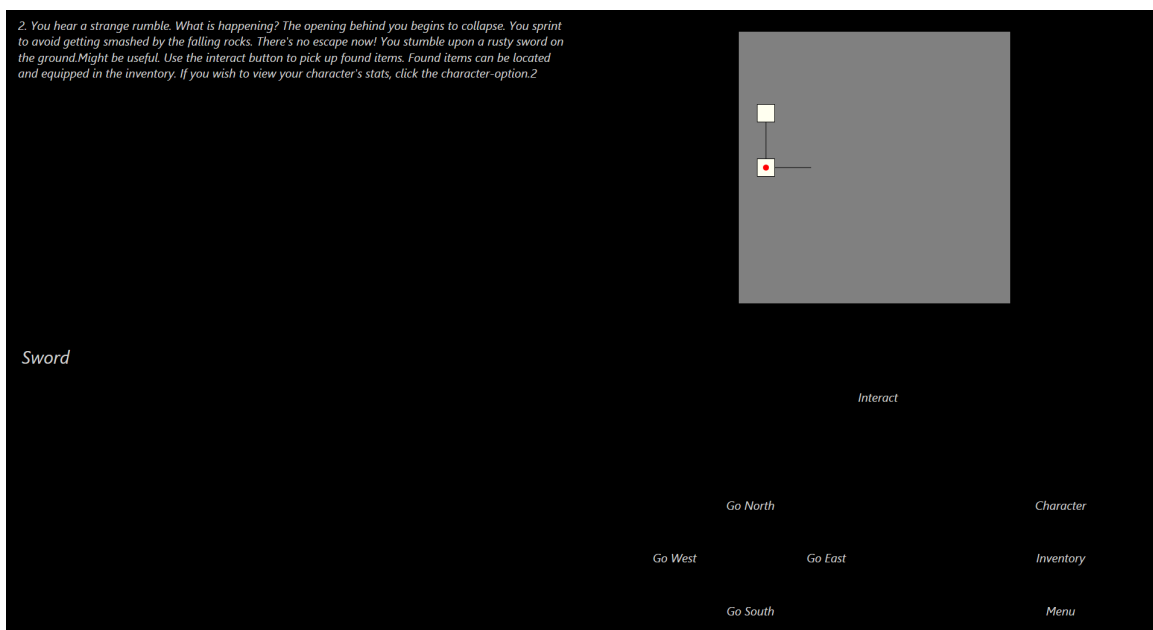 2. You hear a strange rumble. What is happening? The opening behind you begins to collapse. You sprint
to avoid getting smashed by the falling rocks. There's no escape now! You stumble upon a rusty sword on
the ground.Might be useful. Use the interact button to pick up found items. Found items can be located
and equipped in the inventory. If you wish to view your character's stats, click the character-option.2
Sword
Interact
Go North
Character
Go West
Go East
Inventory
Go South
Menu